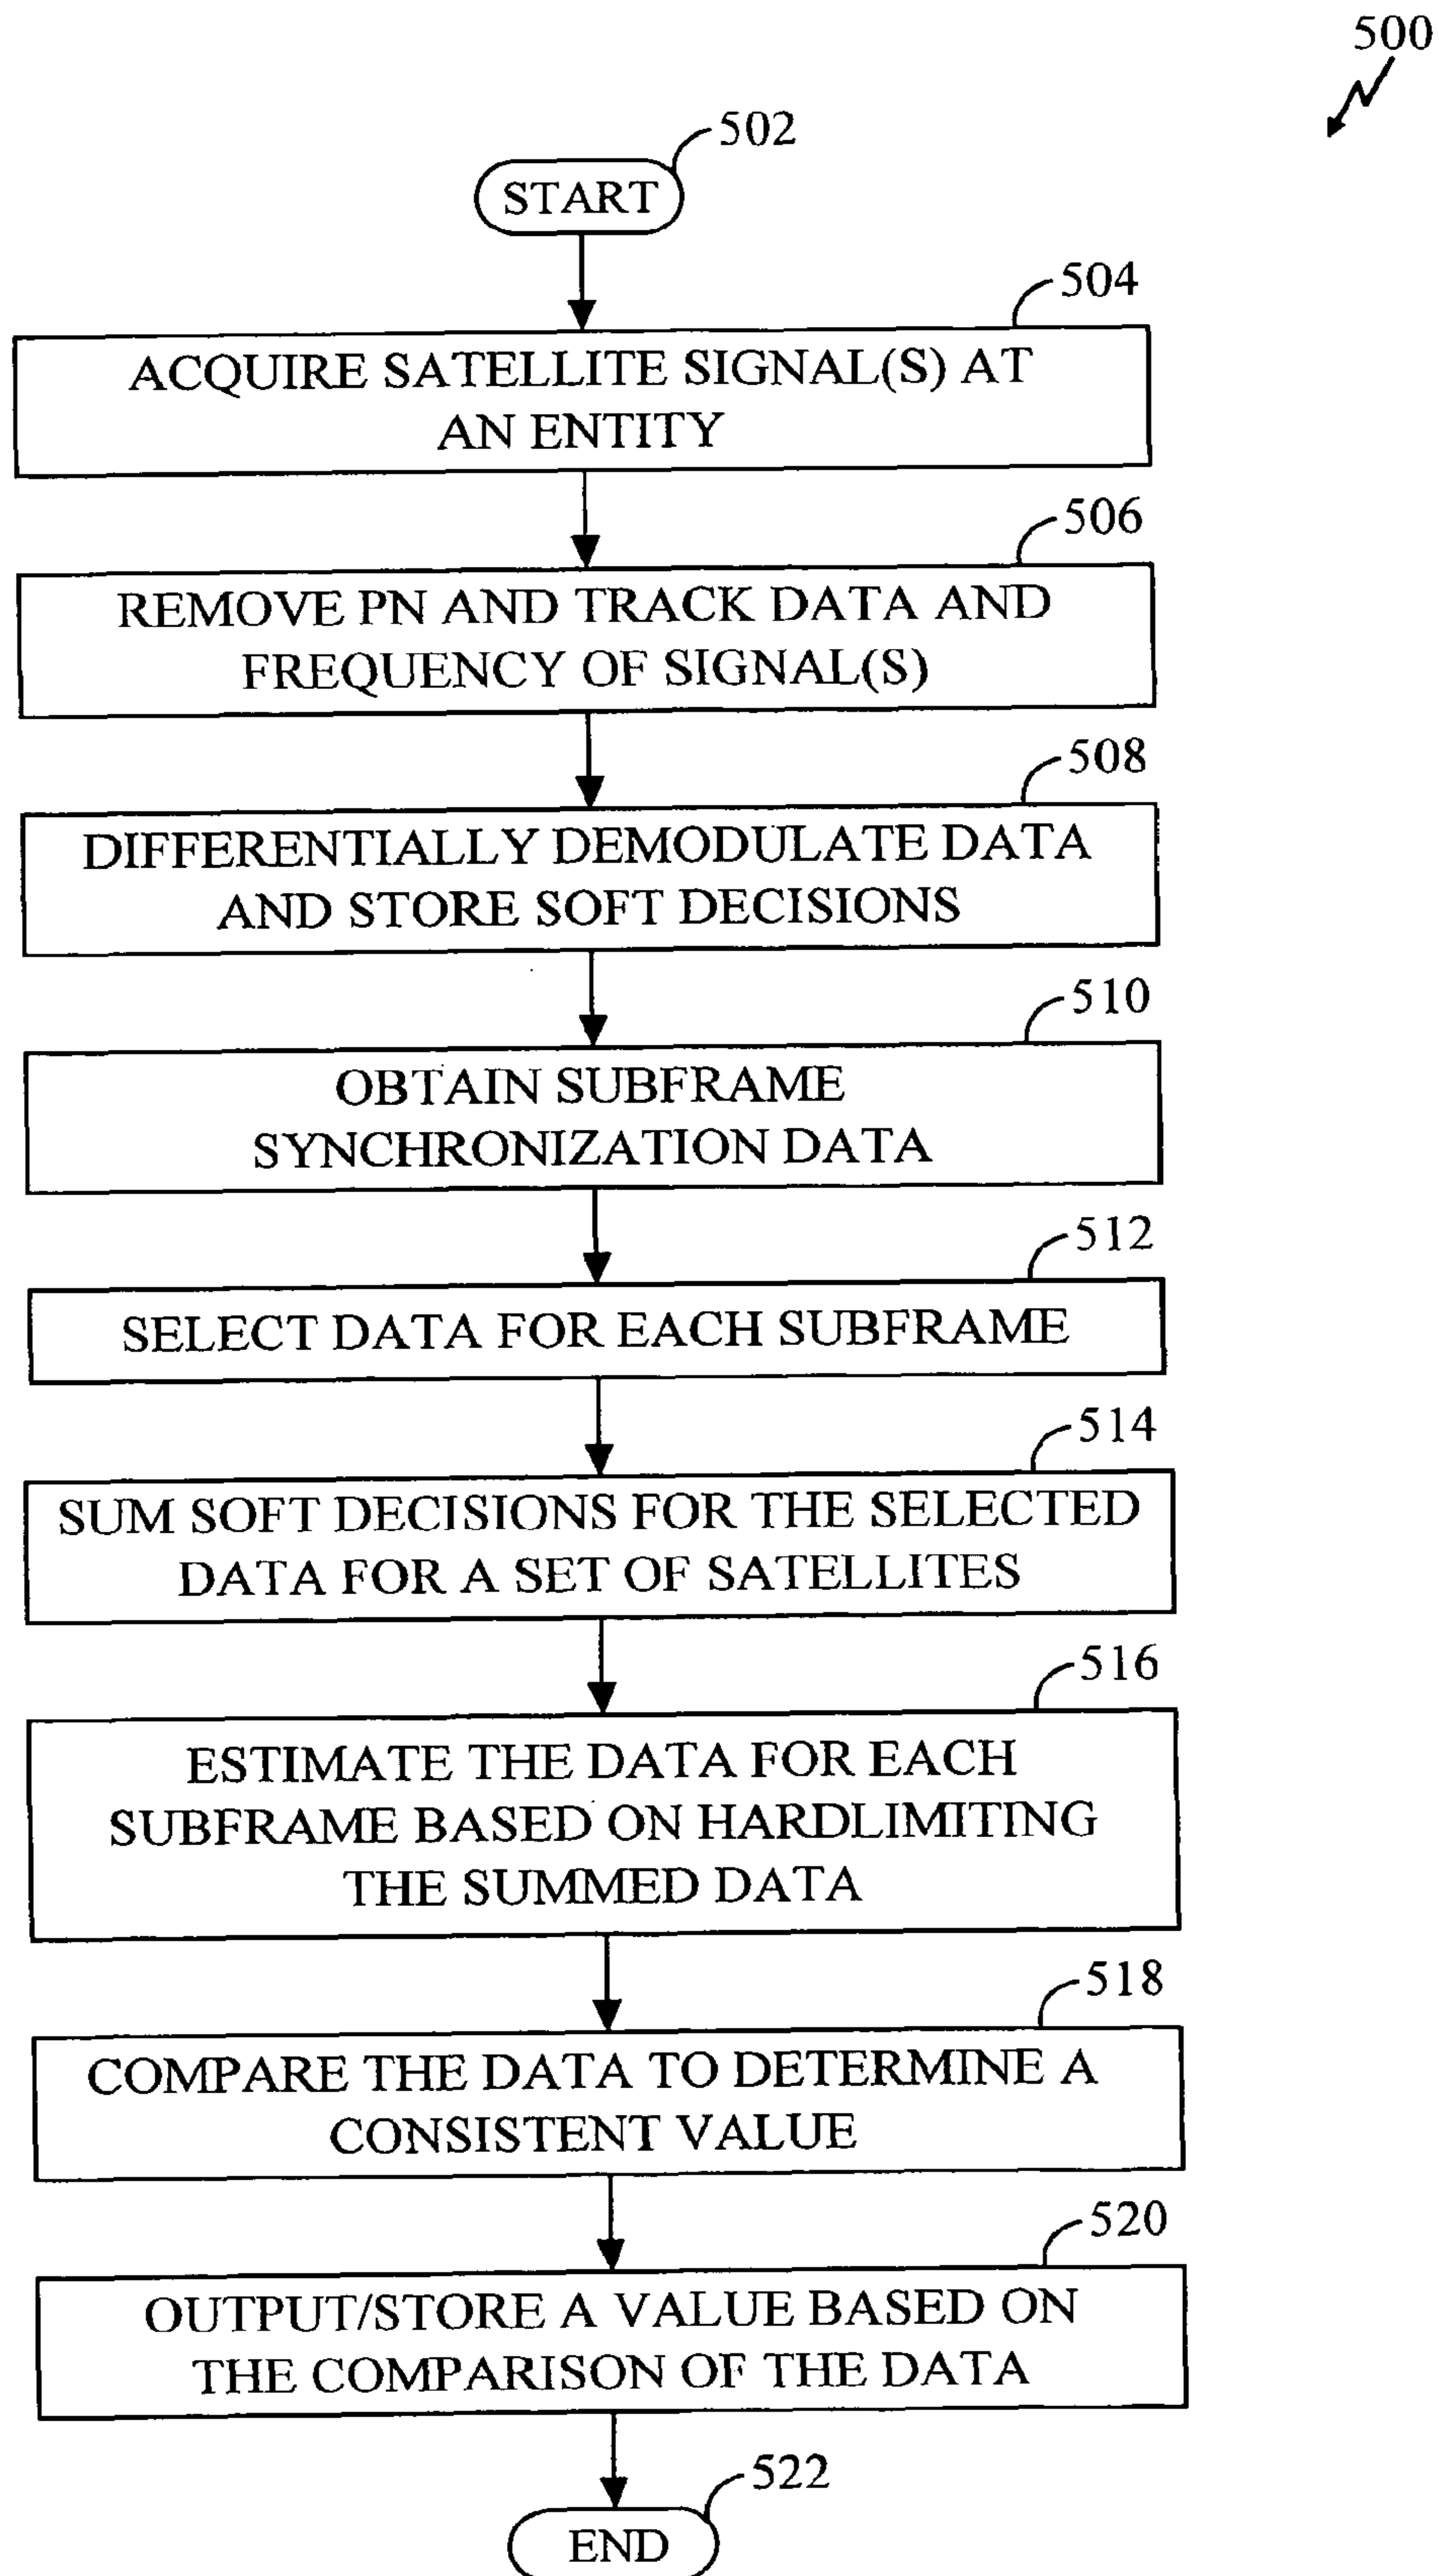 500
502
START
504
ACQUIRE SATELLITE SIGNAL(S) AT
AN ENTITY
506
REMOVE PN AND TRACK DATA AND
FREQUENCY OF SIGNAL(S)
508
DIFFERENTIALLY DEMODULATE DATA
AND STORE SOFT DECISIONS
510
OBTAIN SUBFRAME
SYNCHRONIZATION DATA
512
SELECT DATA FOR EACH SUBFRAME
514
SUM SOFT DECISIONS FOR THE SELECTED
DATA FOR A SET OF SATELLITES
516
ESTIMATE THE DATA FOR EACH
SUBFRAME BASED ON HARDLIMITING
THE SUMMED DATA
518
COMPARE THE DATA TO DETERMINE A
CONSISTENT VALUE
520
OUTPUT/STORE A VALUE BASED ON
THE COMPARISON OF THE DATA
522
END